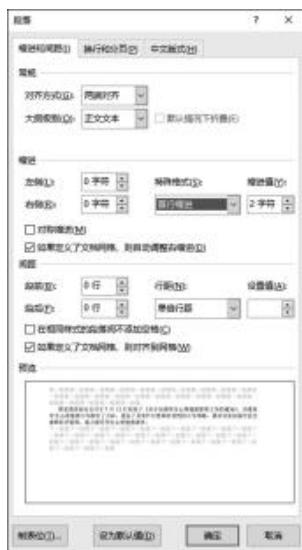 段落 ? ×
缩进和间距(I) 换行和分页(P) 中文版式(H)
常规
对齐方式(G): 两端对齐
大纲级别(O): 正文文本 默认情况下折叠(E)
缩进
左侧(L): 0 字符 特殊格式(S): 缩进值(Y):
右侧(R): 0 字符 首行缩进 2 字符
对称缩进(M)
如果定义了文档网格，则自动调整右缩进(D)
间距
段前(B): 0 行 行距(N): 设置值(A):
段后(F): 0 行 单倍行距
在相同样式的段落间不添加空格(C)
如果定义了文档网格，则对齐到网格(W)
预览
制表位(T)... 设为默认值(D) 确定 取消